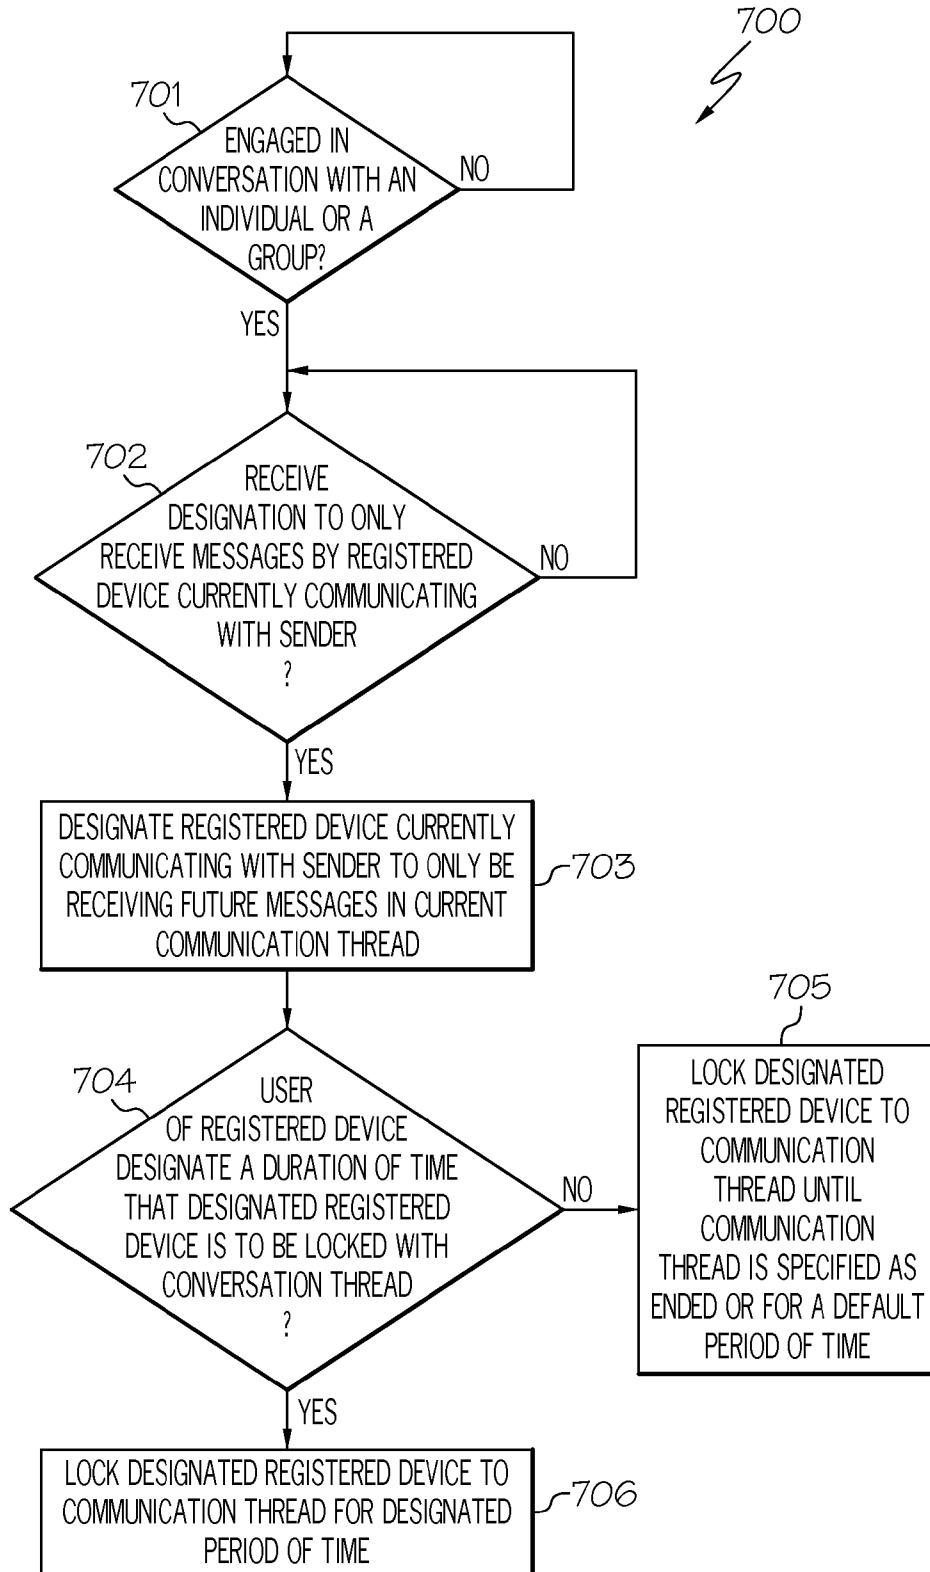 700
701
ENGAGED IN
CONVERSATION WITH AN
INDIVIDUAL OR A
GROUP?
NO
YES
702
RECEIVE
DESIGNATION TO ONLY
RECEIVE MESSAGES BY REGISTERED
DEVICE CURRENTLY COMMUNICATING
WITH SENDER
?
NO
YES
DESIGNATE REGISTERED DEVICE CURRENTLY
COMMUNICATING WITH SENDER TO ONLY BE
RECEIVING FUTURE MESSAGES IN CURRENT
COMMUNICATION THREAD
703
704
USER
OF REGISTERED DEVICE
DESIGNATE A DURATION OF TIME
THAT DESIGNATED REGISTERED
DEVICE IS TO BE LOCKED WITH
CONVERSATION THREAD
?
NO
705
LOCK DESIGNATED
REGISTERED DEVICE TO
COMMUNICATION
THREAD UNTIL
COMMUNICATION
THREAD IS SPECIFIED AS
ENDED OR FOR A DEFAULT
PERIOD OF TIME
YES
LOCK DESIGNATED REGISTERED DEVICE TO
COMMUNICATION THREAD FOR DESIGNATED
PERIOD OF TIME
706